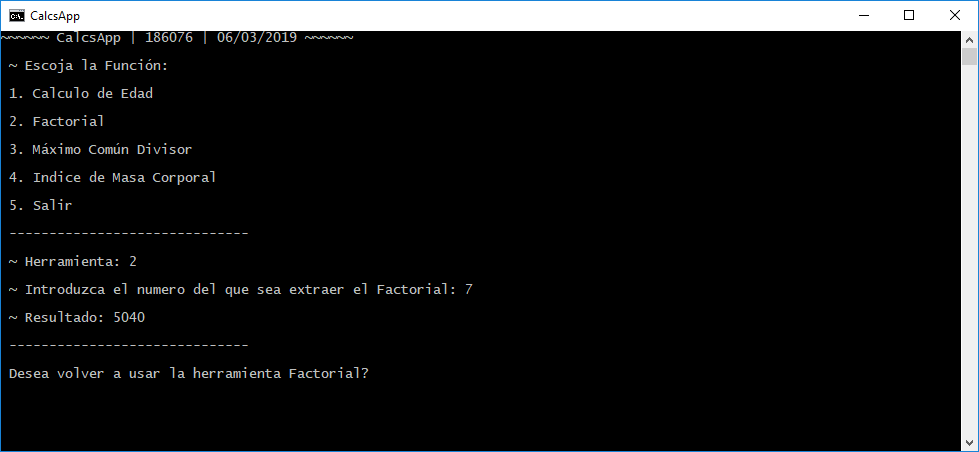 CalcsApp
~~~~~~ CalcsApp | 186076 | 06/03/2019 ~~~~~~
~ Escoja la Función:
1. Calculo de Edad
2. Factorial
3. Máximo Común Divisor
4. Indice de Masa Corporal
5. Salir
------------------------------
~ Herramienta: 2
~ Introduzca el numero del que sea extraer el Factorial: 7
~ Resultado: 5040
------------------------------
Desea volver a usar la herramienta Factorial?